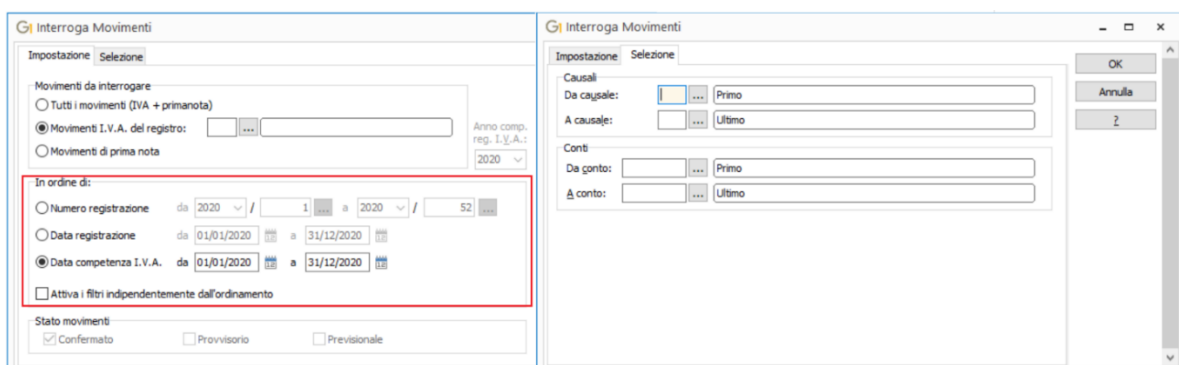 Interroga Movimenti
Impostazione Selezione
Movimenti da interrogare
Tutti i movimenti (IVA + primanota)
Movimenti I.V.A. del registro: ...
Movimenti di prima nota
Anno comp.
reg. I.V.A.:
2020
In ordine di:
Numero registrazione da 2020 / 1 ... a 2020 / 52 ...
Data registrazione da 01/01/2020 a 31/12/2020
Data competenza I.V.A. da 01/01/2020 a 31/12/2020
Attiva i filtri indipendentemente dall'ordinamento
Stato movimenti
Confermato Provvisorio Previsionale
Interroga Movimenti
Impostazione Selezione
Causali
Da causale: ... Primo
A causale: ... Ultimo
Conti
Da conto: ... Primo
A conto: ... Ultimo
OK
Annulla
?